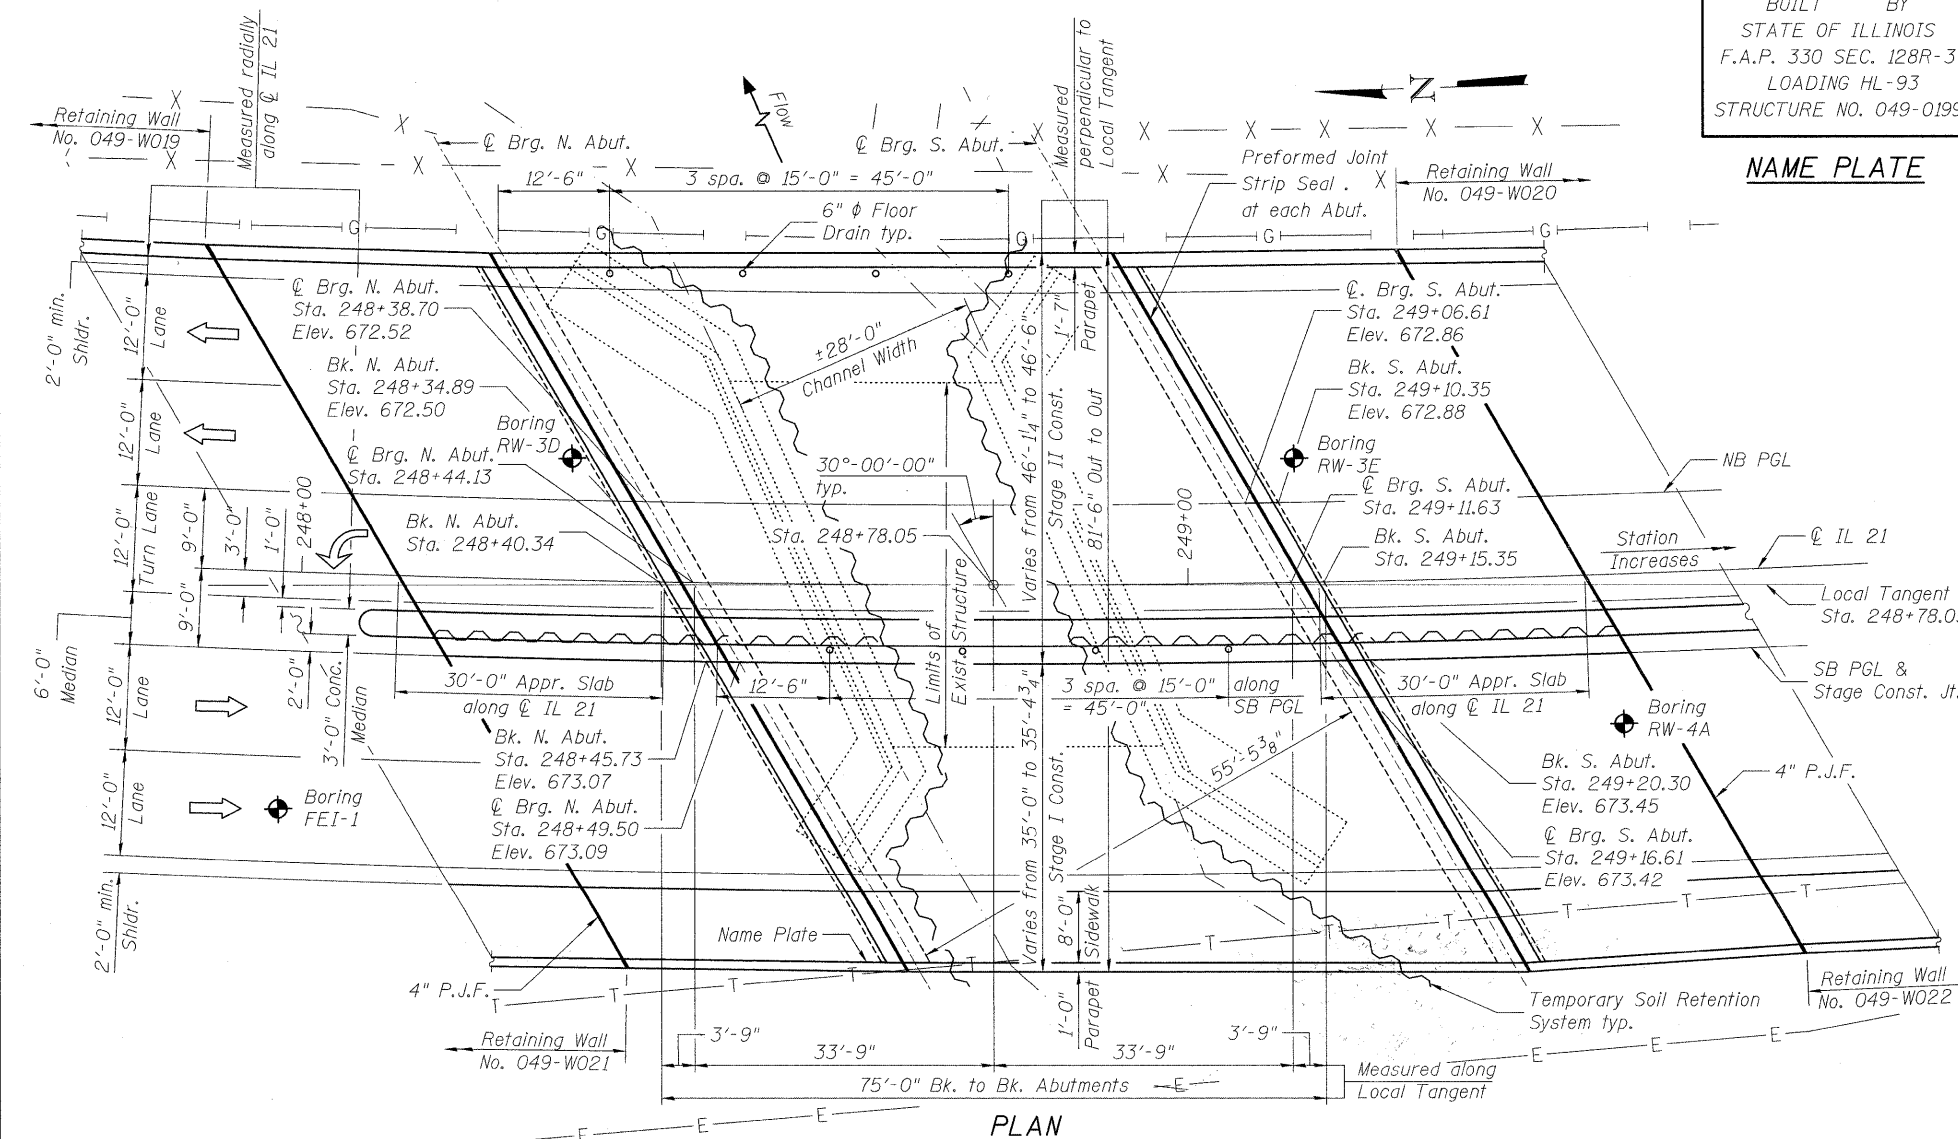 BUILT BY
STATE OF ILLINOIS
F.A.P. 330 SEC. 128R-3
LOADING HL-93
STRUCTURE NO. 049-0199
NAME PLATE
Measured radially
along ℄ IL 21
Retaining Wall
No. 049-W019
℄ Brg. N. Abut.
Flow
℄ Brg. S. Abut.
Measured
perpendicular to
Local Tangent
N
Preformed Joint
Strip Seal .
at each Abut.
Retaining Wall
No. 049-W020
12'-6"
3 spa. @ 15'-0" = 45'-0"
6" ϕ Floor
Drain typ.
2'-0" min.
Shldr.
12'-0"
Lane
12'-0"
Lane
12'-0"
Turn Lane
9'-0"
3'-0"
1'-0"
248+00
9'-0"
6'-0"
Median
2'-0"
3'-0" Conc.
Median
12'-0"
Lane
12'-0"
Lane
2'-0" min.
Shldr.
℄ Brg. N. Abut.
Sta. 248+38.70
Elev. 672.52
Bk. N. Abut.
Sta. 248+34.89
Elev. 672.50
Boring
RW-3D
℄ Brg. N. Abut.
Sta. 248+44.13
Bk. N. Abut.
Sta. 248+40.34
±28'-0"
Channel Width
30°-00'-00"
typ.
Sta. 248+78.05
Limits of
Exist. Structure
1'-7"
Parapet
Varies from 46'-1¼" to 46'-6"
Stage II Const.
81'-6" Out to Out
249+00
℄. Brg. S. Abut.
Sta. 249+06.61
Elev. 672.86
Bk. S. Abut.
Sta. 249+10.35
Elev. 672.88
Boring
RW-3E
℄ Brg. S. Abut.
Sta. 249+11.63
Bk. S. Abut.
Sta. 249+15.35
NB PGL
Station
Increases
℄ IL 21
Local Tangent
Sta. 248+78.0
SB PGL &
Stage Const. Jt.
30'-0" Appr. Slab
along ℄ IL 21
12'-6"
3 spa. @ 15'-0" along
= 45'-0" SB PGL
30'-0" Appr. Slab
along ℄ IL 21
Boring
RW-4A
Bk. N. Abut.
Sta. 248+45.73
Elev. 673.07
℄ Brg. N. Abut.
Sta. 248+49.50
Elev. 673.09
Boring
FEI-1
Varies from 35'-0" to 35'-4¾"
Stage I Const.
55'-5⅜"
Bk. S. Abut.
Sta. 249+20.30
Elev. 673.45
℄ Brg. S. Abut.
Sta. 249+16.61
Elev. 673.42
4" P.J.F.
8'-0"
Sidewalk
Name Plate
4" P.J.F.
1'-0"
Parapet
Temporary Soil Retention
System typ.
Retaining Wall
No. 049-W022
Retaining Wall
No. 049-W021
3'-9"
33'-9"
33'-9"
3'-9"
75'-0" Bk. to Bk. Abutments
Measured along
Local Tangent
PLAN